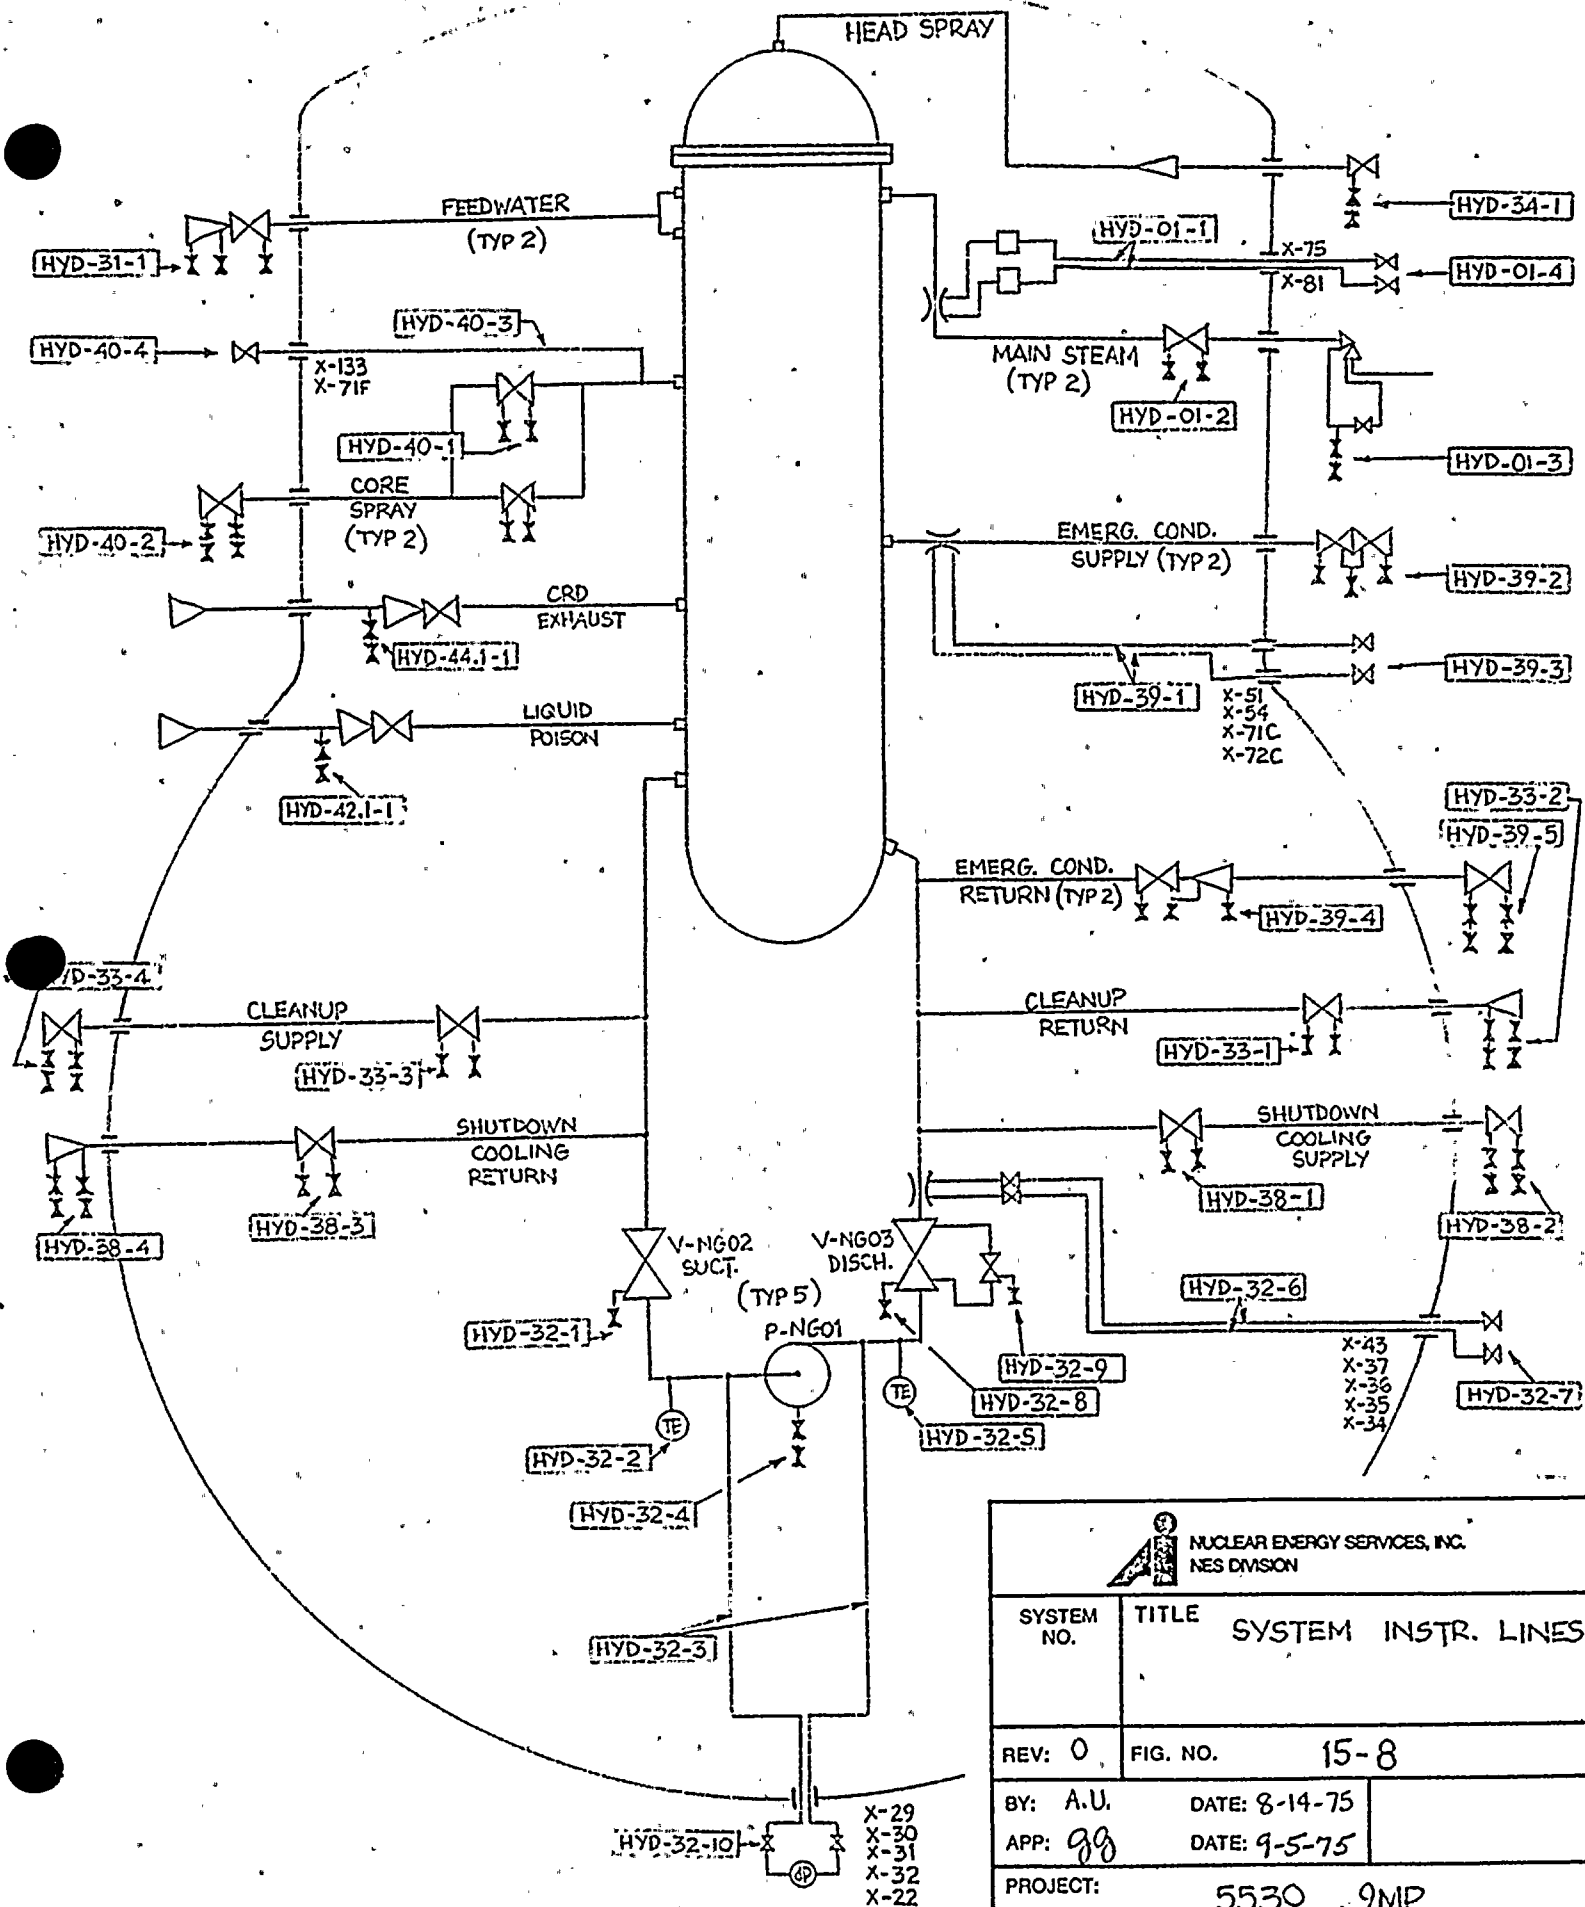 HEAD SPRAY
HYD-34-1
FEEDWATER
(TYP 2)
HYD-31-1
HYD-01-1
X-75
X-81
HYD-01-4
HYD-40-3
HYD-40-4
X-133
X-71F
MAIN STEAM
(TYP 2)
HYD-01-2
HYD-01-3
HYD-40-1
CORE
SPRAY
(TYP 2)
HYD-40-2
EMERG. COND.
SUPPLY (TYP 2)
HYD-39-2
CRD
EXHAUST
HYD-44.1-1
HYD-39-3
HYD-39-1
X-51
X-54
X-71C
X-72C
LIQUID
POISON
HYD-42.1-1
HYD-33-2
HYD-39-5
EMERG. COND.
RETURN (TYP 2)
HYD-39-4
YD-33-4
CLEANUP
SUPPLY
HYD-33-3
CLEANUP
RETURN
HYD-33-1
SHUTDOWN
COOLING
RETURN
HYD-38-3
HYD-38-4
SHUTDOWN
COOLING
SUPPLY
HYD-38-1
HYD-38-2
V-NG02
SUCT.
V-NG03
DISCH.
(TYP 5)
P-NG01
HYD-32-1
HYD-32-6
X-43
X-37
X-36
X-35
X-34
HYD-32-7
HYD-32-9
HYD-32-8
TE
HYD-32-5
TE
HYD-32-2
HYD-32-4
HYD-32-3
HYD-32-10
dP
X-29
X-30
X-31
X-32
X-22
NUCLEAR ENERGY SERVICES, INC.
NES DIVISION
SYSTEM
NO.
TITLE SYSTEM INSTR. LINES
REV: 0 FIG. NO. 15-8
BY: A.U. DATE: 8-14-75
APP: gg DATE: 9-5-75
PROJECT: 5530 9MP